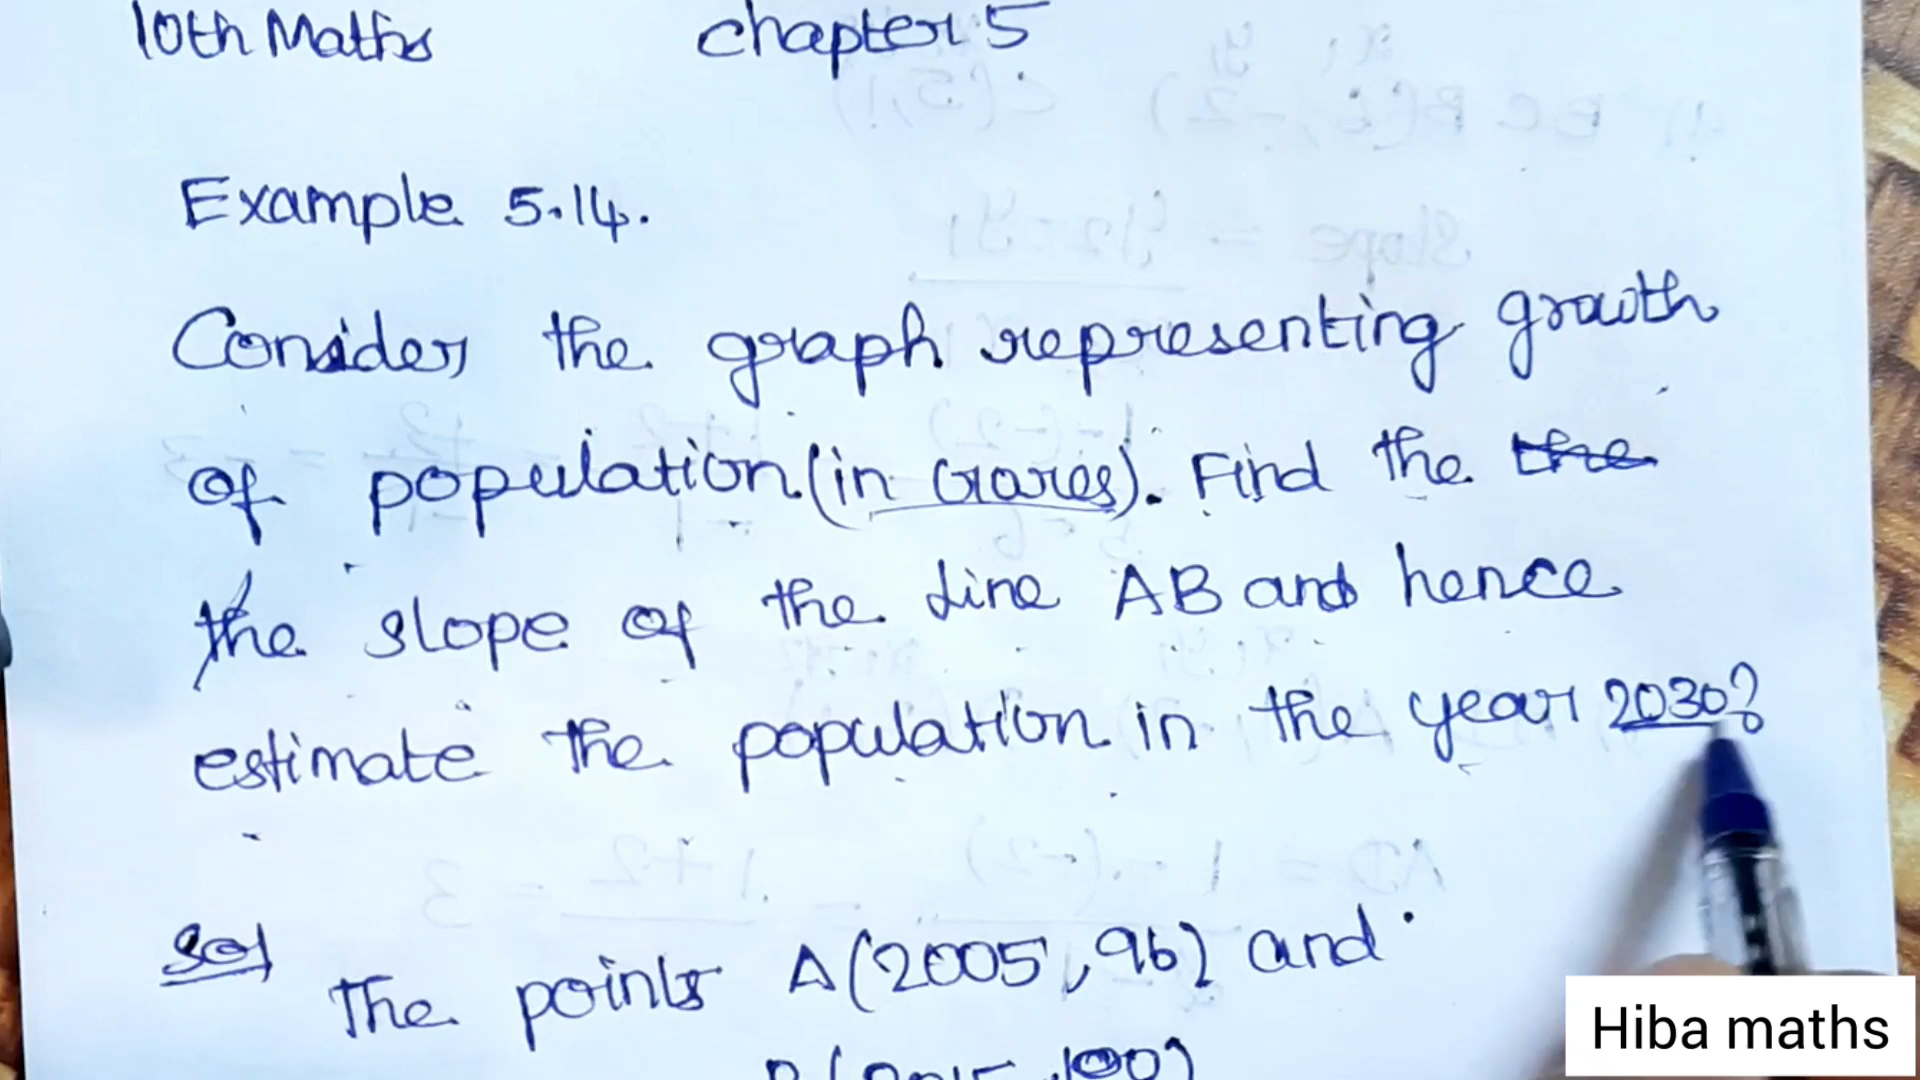 10th Maths chapter 5
Example 5.14.
Consider the graph representing growth
of population (in Crores). Find the the
the slope of the line AB and hence
estimate the population in the year 2030?
Sol
The points A(2005, 96) and
B(2015, 100)
Hiba maths